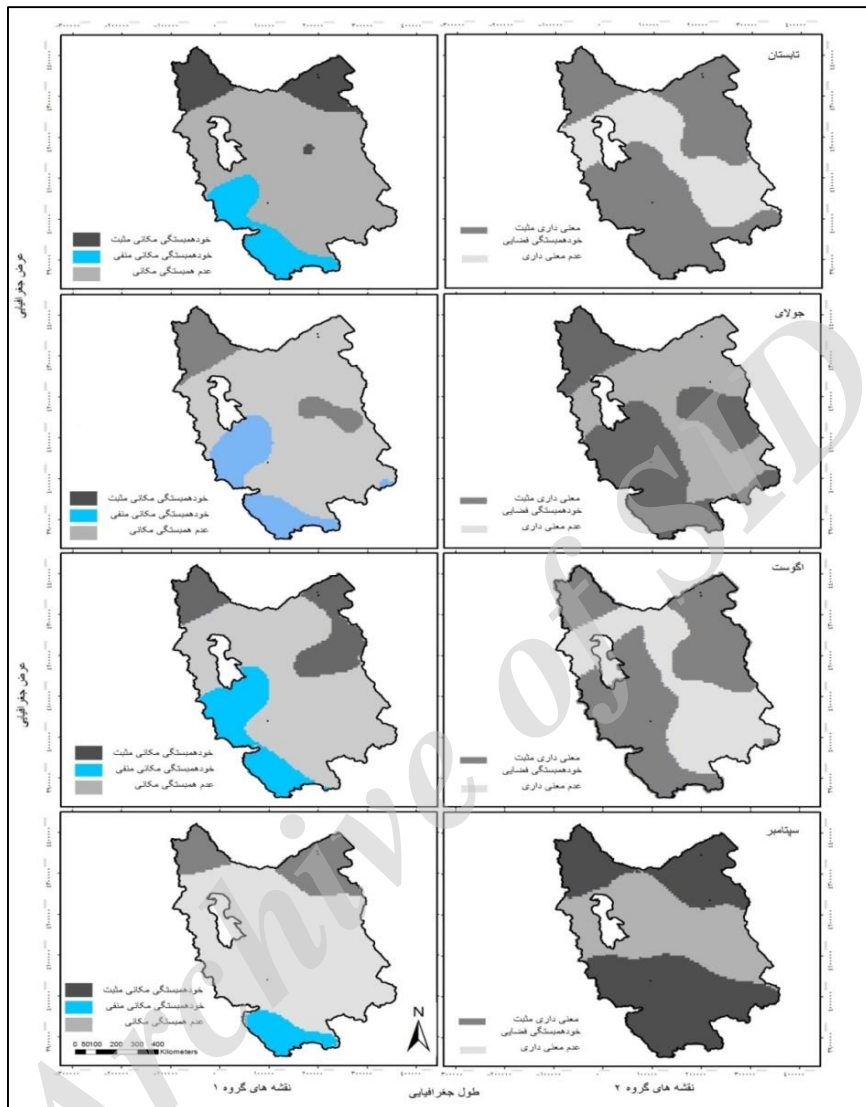 تابستان
خودهمبستگی مکانی مثبت
خودهمبستگی مکانی منفی
عدم همبستگی مکانی
معنی داری مثبت
خودهمبستگی فضایی
عدم معنی داری
عرض جغرافیایی
جولای
خودهمبستگی مکانی مثبت
خودهمبستگی مکانی منفی
عدم همبستگی مکانی
معنی داری مثبت
خودهمبستگی فضایی
عدم معنی داری
اگوست
خودهمبستگی مکانی مثبت
خودهمبستگی مکانی منفی
عدم همبستگی مکانی
معنی داری مثبت
خودهمبستگی فضایی
عدم معنی داری
عرض جغرافیایی
سپتامبر
خودهمبستگی مکانی مثبت
خودهمبستگی مکانی منفی
عدم همبستگی مکانی
معنی داری مثبت
خودهمبستگی فضایی
عدم معنی داری
N
0 50100 200 300 400
Kilometers
نقشه های گروه ۱
نقشه های گروه ۲
طول جغرافیایی
Archive of SID